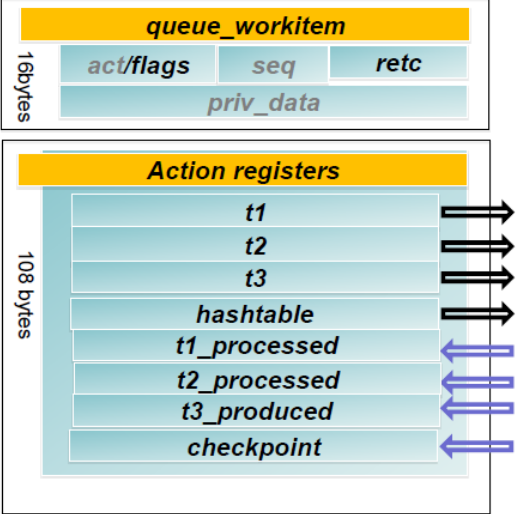 queue_workitem
16bytes
act/flags seq retc
priv_data
Action registers
108 bytes
t1
t2
t3
hashtable
t1_processed
t2_processed
t3_produced
checkpoint